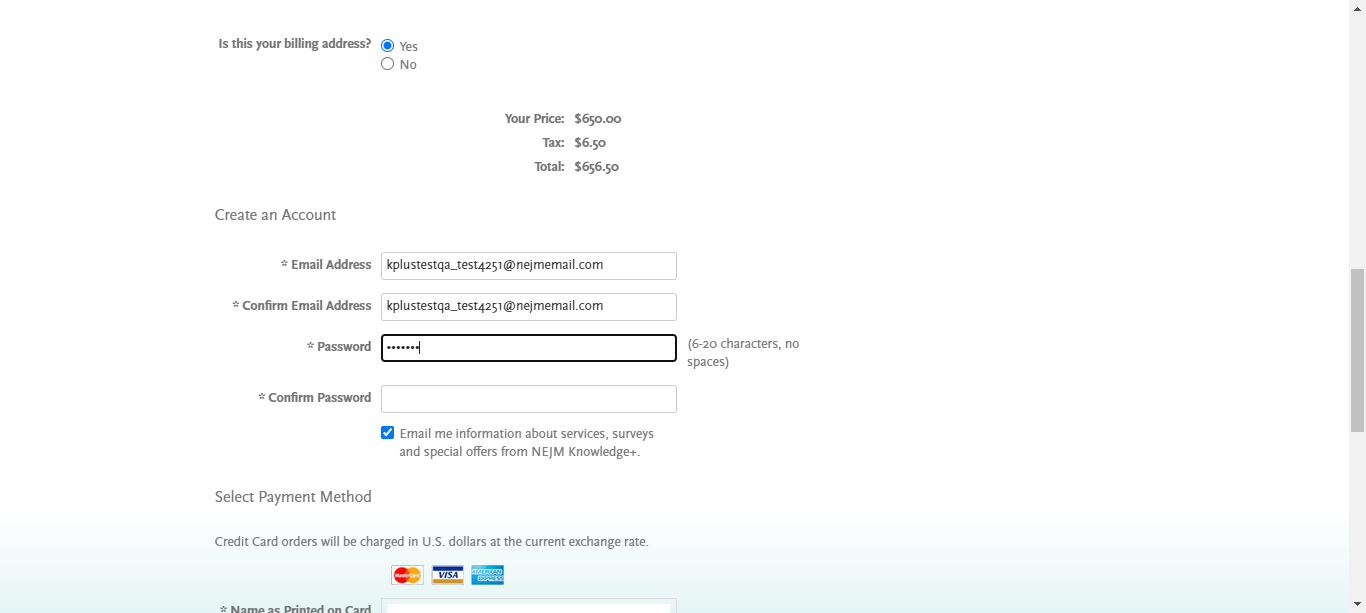 Is this your billing address?
Yes
No
Your Price: $650.00
Tax: $6.50
Total: $656.50
Create an Account
* Email Address kplustestqa_test4251@nejmemail.com
* Confirm Email Address kplustestqa_test4251@nejmemail.com
* Password ••••••• (6-20 characters, no
spaces)
* Confirm Password
Email me information about services, surveys
and special offers from NEJM Knowledge+.
Select Payment Method
Credit Card orders will be charged in U.S. dollars at the current exchange rate.
MasterCard VISA AMERICAN EXPRESS
* Name as Printed on Card